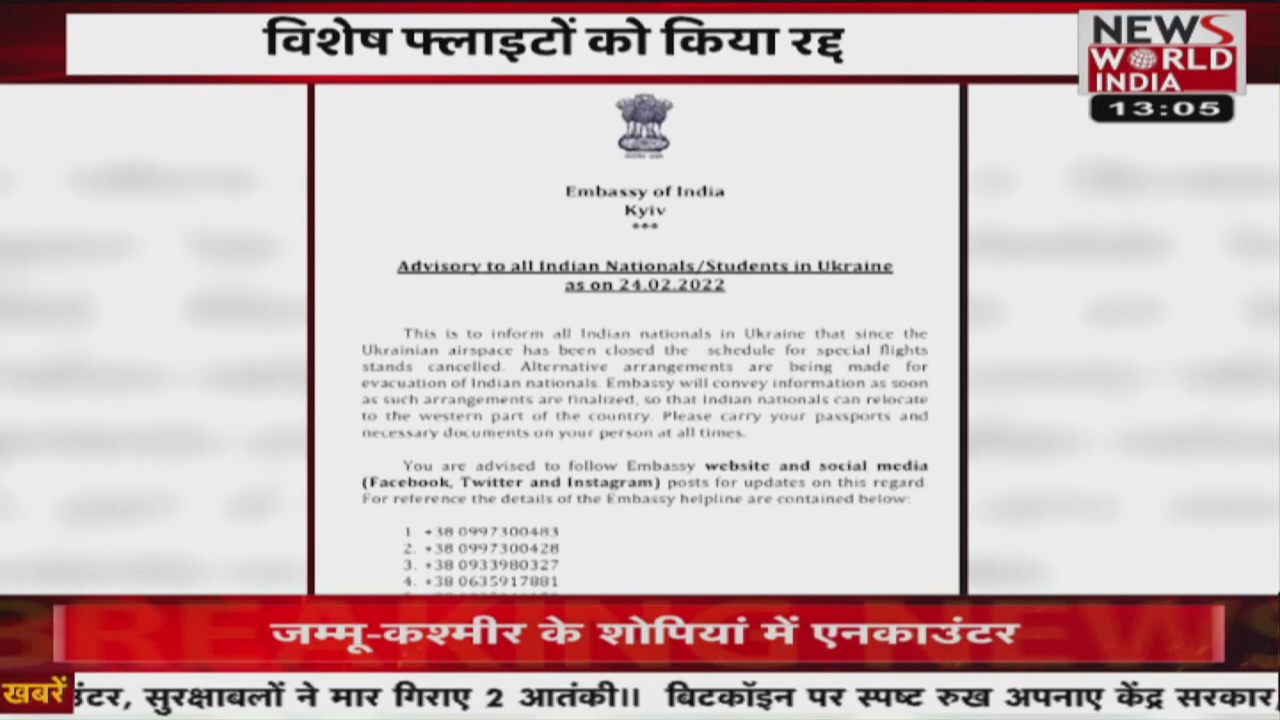 विशेष फ्लाइटों को किया रद्द
NEWS
WORLD
INDIA
13:05
Embassy of India
Kyiv
***
Advisory to all Indian Nationals/Students in Ukraine
as on 24.02.2022
This is to inform all Indian nationals in Ukraine that since the
Ukrainian airspace has been closed the schedule for special flights
stands cancelled. Alternative arrangements are being made for
evacuation of Indian nationals. Embassy will convey information as soon
as such arrangements are finalized, so that Indian nationals can relocate
to the western part of the country. Please carry your passports and
necessary documents on your person at all times.
You are advised to follow Embassy website and social media
(Facebook, Twitter and Instagram) posts for updates on this regard.
For reference the details of the Embassy helpline are contained below:
1. +38 0997300483
2. +38 0997300428
3. +38 0933980327
4. +38 0635917881
BREAKING NEWS
जम्मू-कश्मीर के शोपियां में एनकाउंटर
खबरें
उंटर, सुरक्षाबलों ने मार गिराए 2 आतंकी॥ बिटकॉइन पर स्पष्ट रुख अपनाए केंद्र सरकार,